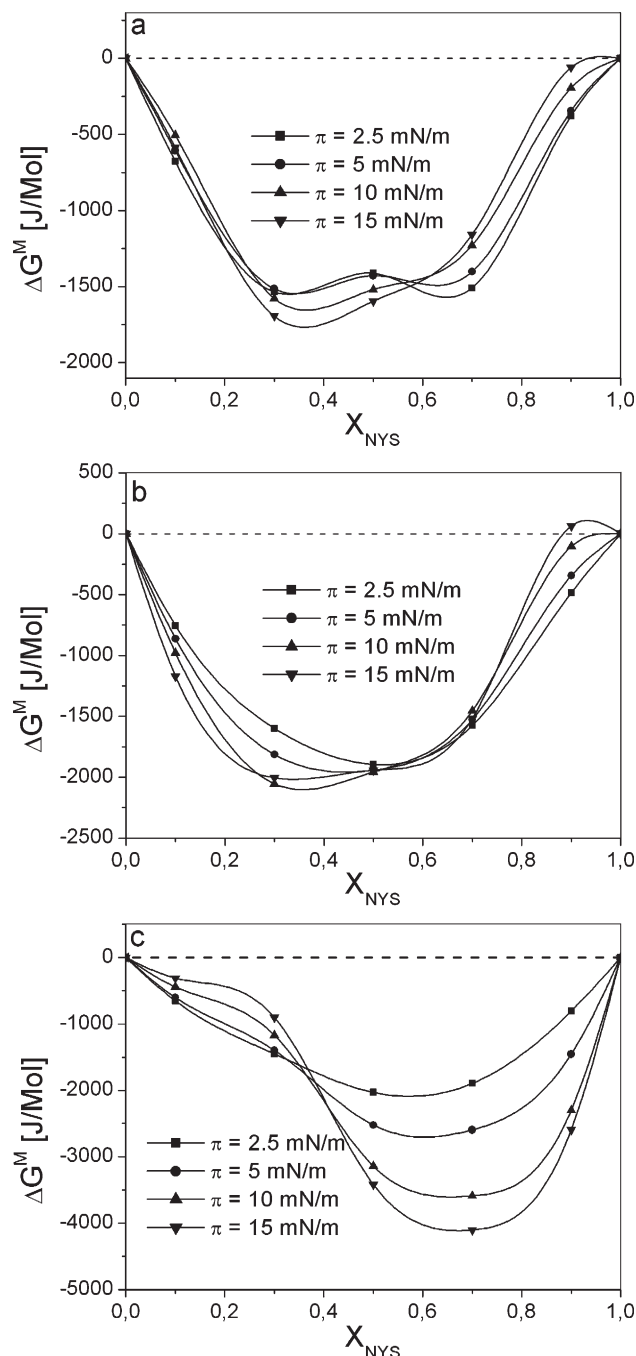 a
0
-500
-1000
-1500
-2000
ΔG^M [J/Mol]
π = 2.5 mN/m
π = 5 mN/m
π = 10 mN/m
π = 15 mN/m
0,0 0,2 0,4 0,6 0,8 1,0
X_NYS
b
500
0
-500
-1000
-1500
-2000
-2500
ΔG^M [J/Mol]
π = 2.5 mN/m
π = 5 mN/m
π = 10 mN/m
π = 15 mN/m
0,0 0,2 0,4 0,6 0,8 1,0
X_NYS
c
0
-1000
-2000
-3000
-4000
-5000
ΔG^M [J/Mol]
π = 2.5 mN/m
π = 5 mN/m
π = 10 mN/m
π = 15 mN/m
0,0 0,2 0,4 0,6 0,8 1,0
X_NYS